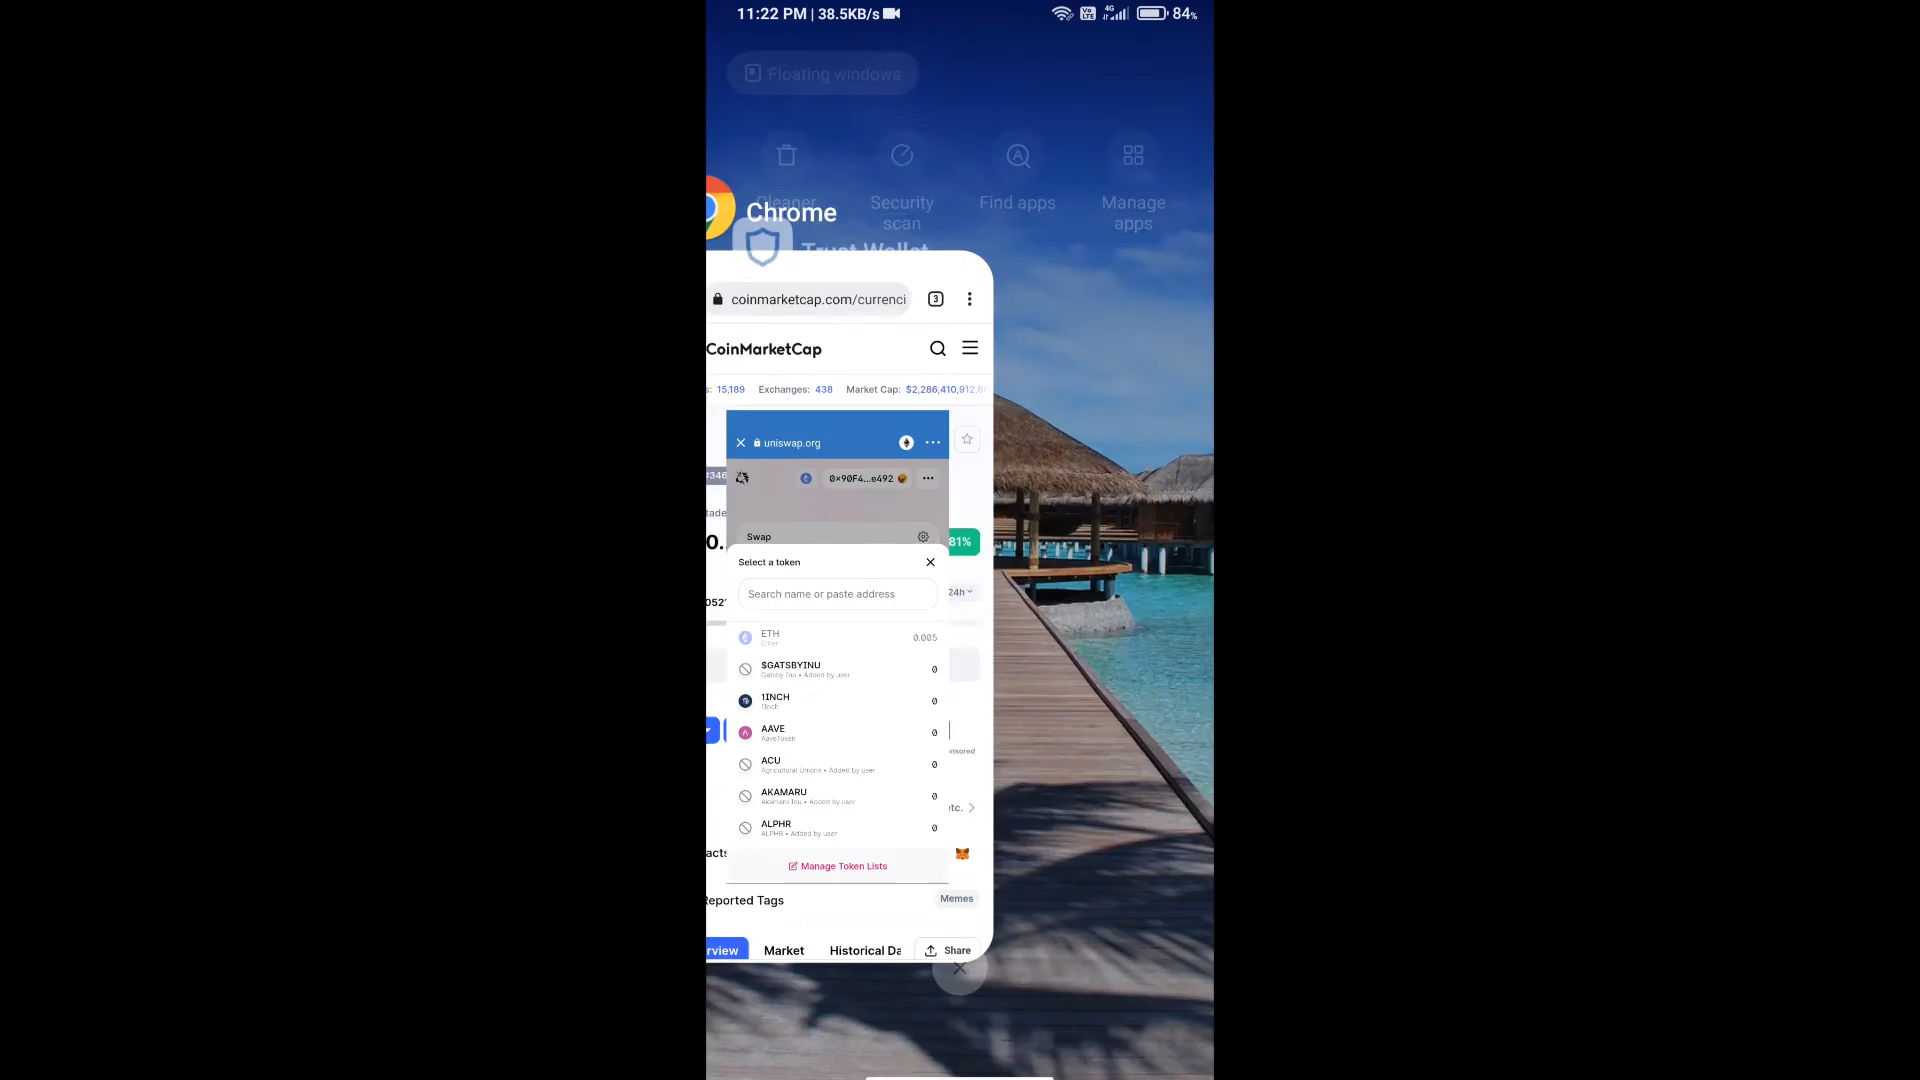 11:22 PM | 38.5KB/s
4G
Vo
LTE
84%
Floating windows
Cleaner
Security
scan
Find apps
Manage
apps
Chrome
Trust Wallet
coinmarketcap.com/currenci
3
CoinMarketCap
s: 15,189 Exchanges: 438 Market Cap: $2,286,410,912,6
uniswap.org
#346
0x90F4...e492
tade
0.
81%
Swap
Select a token
Search name or paste address
24h
052
ETH
Ether
0.005
$GATSBYINU
Gatsby Inu • Added by user
0
1INCH
1inch
0
AAVE
AaveToken
0
nsored
ACU
Agricultural Unions • Added by user
0
AKAMARU
Akamaru Inu • Added by user
0
etc.
ALPHR
ALPHR • Added by user
0
acts
Manage Token Lists
Reported Tags
Memes
rview
Market
Historical Da
Share